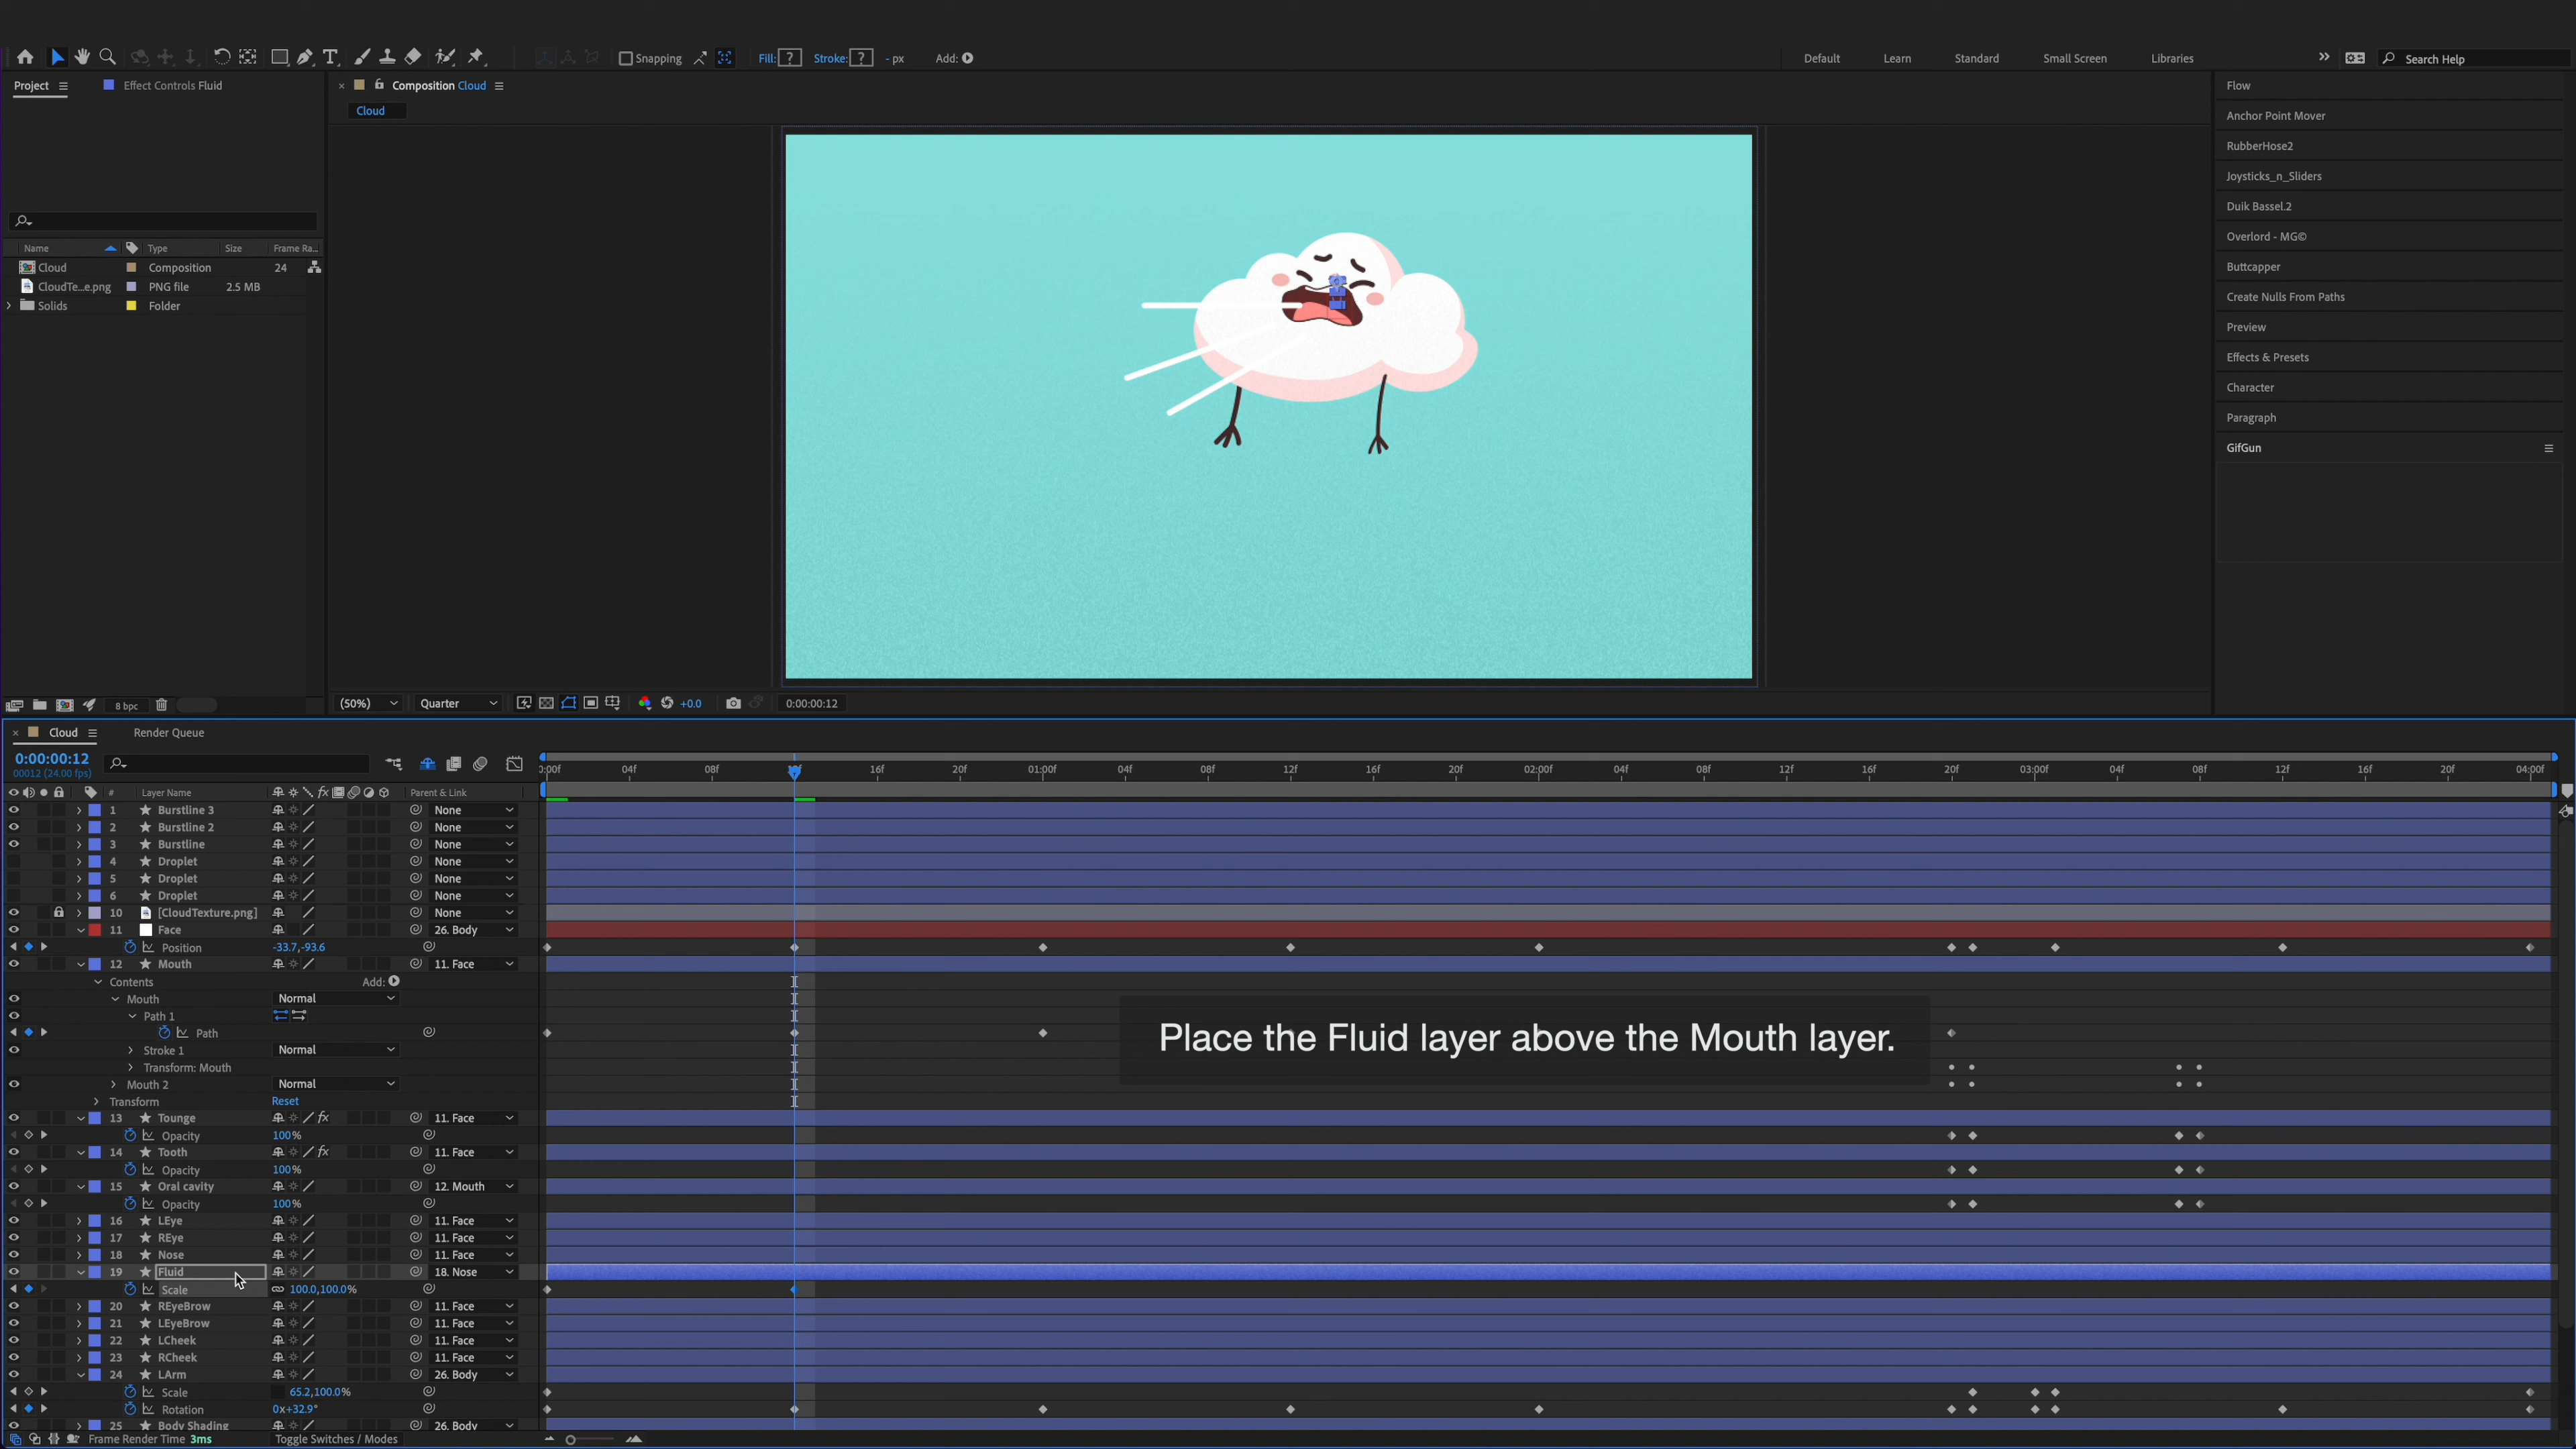 Snapping
Fill: ?
Stroke: ?
- px
Add:
Default
Learn
Standard
Small Screen
Libraries
Search Help
Project
Effect Controls Fluid
Composition Cloud
Cloud
Name Type Size Frame Ra...
Cloud Composition 24
CloudTe...e.png PNG file 2.5 MB
Solids Folder
Flow
Anchor Point Mover
RubberHose2
Joysticks_n_Sliders
Duik Bassel.2
Overlord - MG©
Buttcapper
Create Nulls From Paths
Preview
Effects & Presets
Character
Paragraph
GifGun
8 bpc
(50%)
Quarter
+0.0
0:00:00:12
Cloud
Render Queue
0:00:00:12
00012 (24.00 fps)
0:00f 04f 08f 16f 20f 01:00f 04f 08f 12f 16f 20f 02:00f 04f 08f 12f 16f 20f 03:00f 04f 08f 12f 16f 20f 04:00f
# Layer Name fx Parent & Link
1 Burstline 3 None
2 Burstline 2 None
3 Burstline None
4 Droplet None
5 Droplet None
6 Droplet None
10 [CloudTexture.png] None
11 Face 26. Body
Position -33.7,-93.6
12 Mouth 11. Face
Contents Add:
Mouth Normal
Path 1
Path
Stroke 1 Normal
Transform: Mouth
Mouth 2 Normal
Transform Reset
13 Tounge fx 11. Face
Opacity 100%
14 Tooth fx 11. Face
Opacity 100%
15 Oral cavity 12. Mouth
Opacity 100%
16 LEye 11. Face
17 REye 11. Face
18 Nose 11. Face
19 Fluid 18. Nose
Scale 100.0,100.0%
20 REyeBrow 11. Face
21 LEyeBrow 11. Face
22 LCheek 11. Face
23 RCheek 11. Face
24 LArm 26. Body
Scale 65.2,100.0%
Rotation 0x+32.9°
25 Body Shading 26. Body
Frame Render Time 3ms
Toggle Switches / Modes
Place the Fluid layer above the Mouth layer.